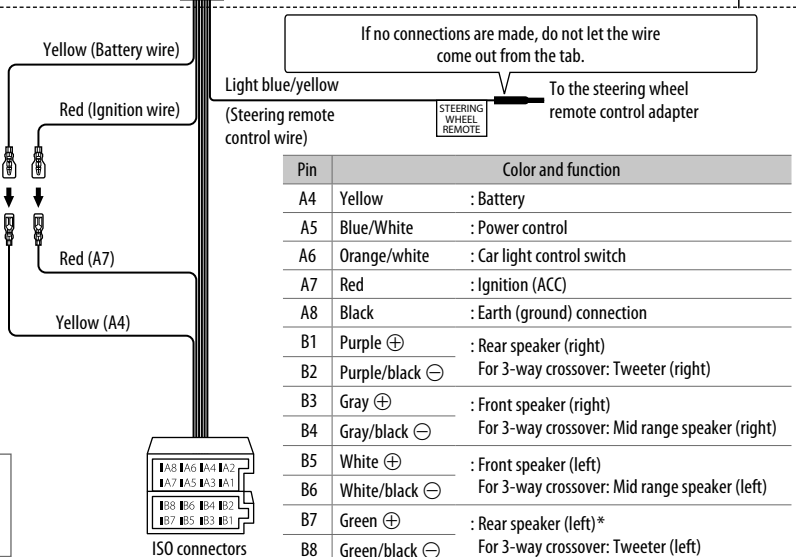 If no connections are made, do not let the wire
come out from the tab.
Yellow (Battery wire)
Light blue/yellow
(Steering remote
control wire)
STEERING
WHEEL
REMOTE
To the steering wheel
remote control adapter
Red (Ignition wire)
Red (A7)
Yellow (A4)
A8 A6 A4 A2
A7 A5 A3 A1
B8 B6 B4 B2
B7 B5 B3 B1
ISO connectors
Pin Color and function
A4 Yellow : Battery
A5 Blue/White : Power control
A6 Orange/white : Car light control switch
A7 Red : Ignition (ACC)
A8 Black : Earth (ground) connection
B1 Purple ⊕ : Rear speaker (right)
B2 Purple/black ⊖ For 3-way crossover: Tweeter (right)
B3 Gray ⊕ : Front speaker (right)
B4 Gray/black ⊖ For 3-way crossover: Mid range speaker (right)
B5 White ⊕ : Front speaker (left)
B6 White/black ⊖ For 3-way crossover: Mid range speaker (left)
B7 Green ⊕ : Rear speaker (left)*
B8 Green/black ⊖ For 3-way crossover: Tweeter (left)